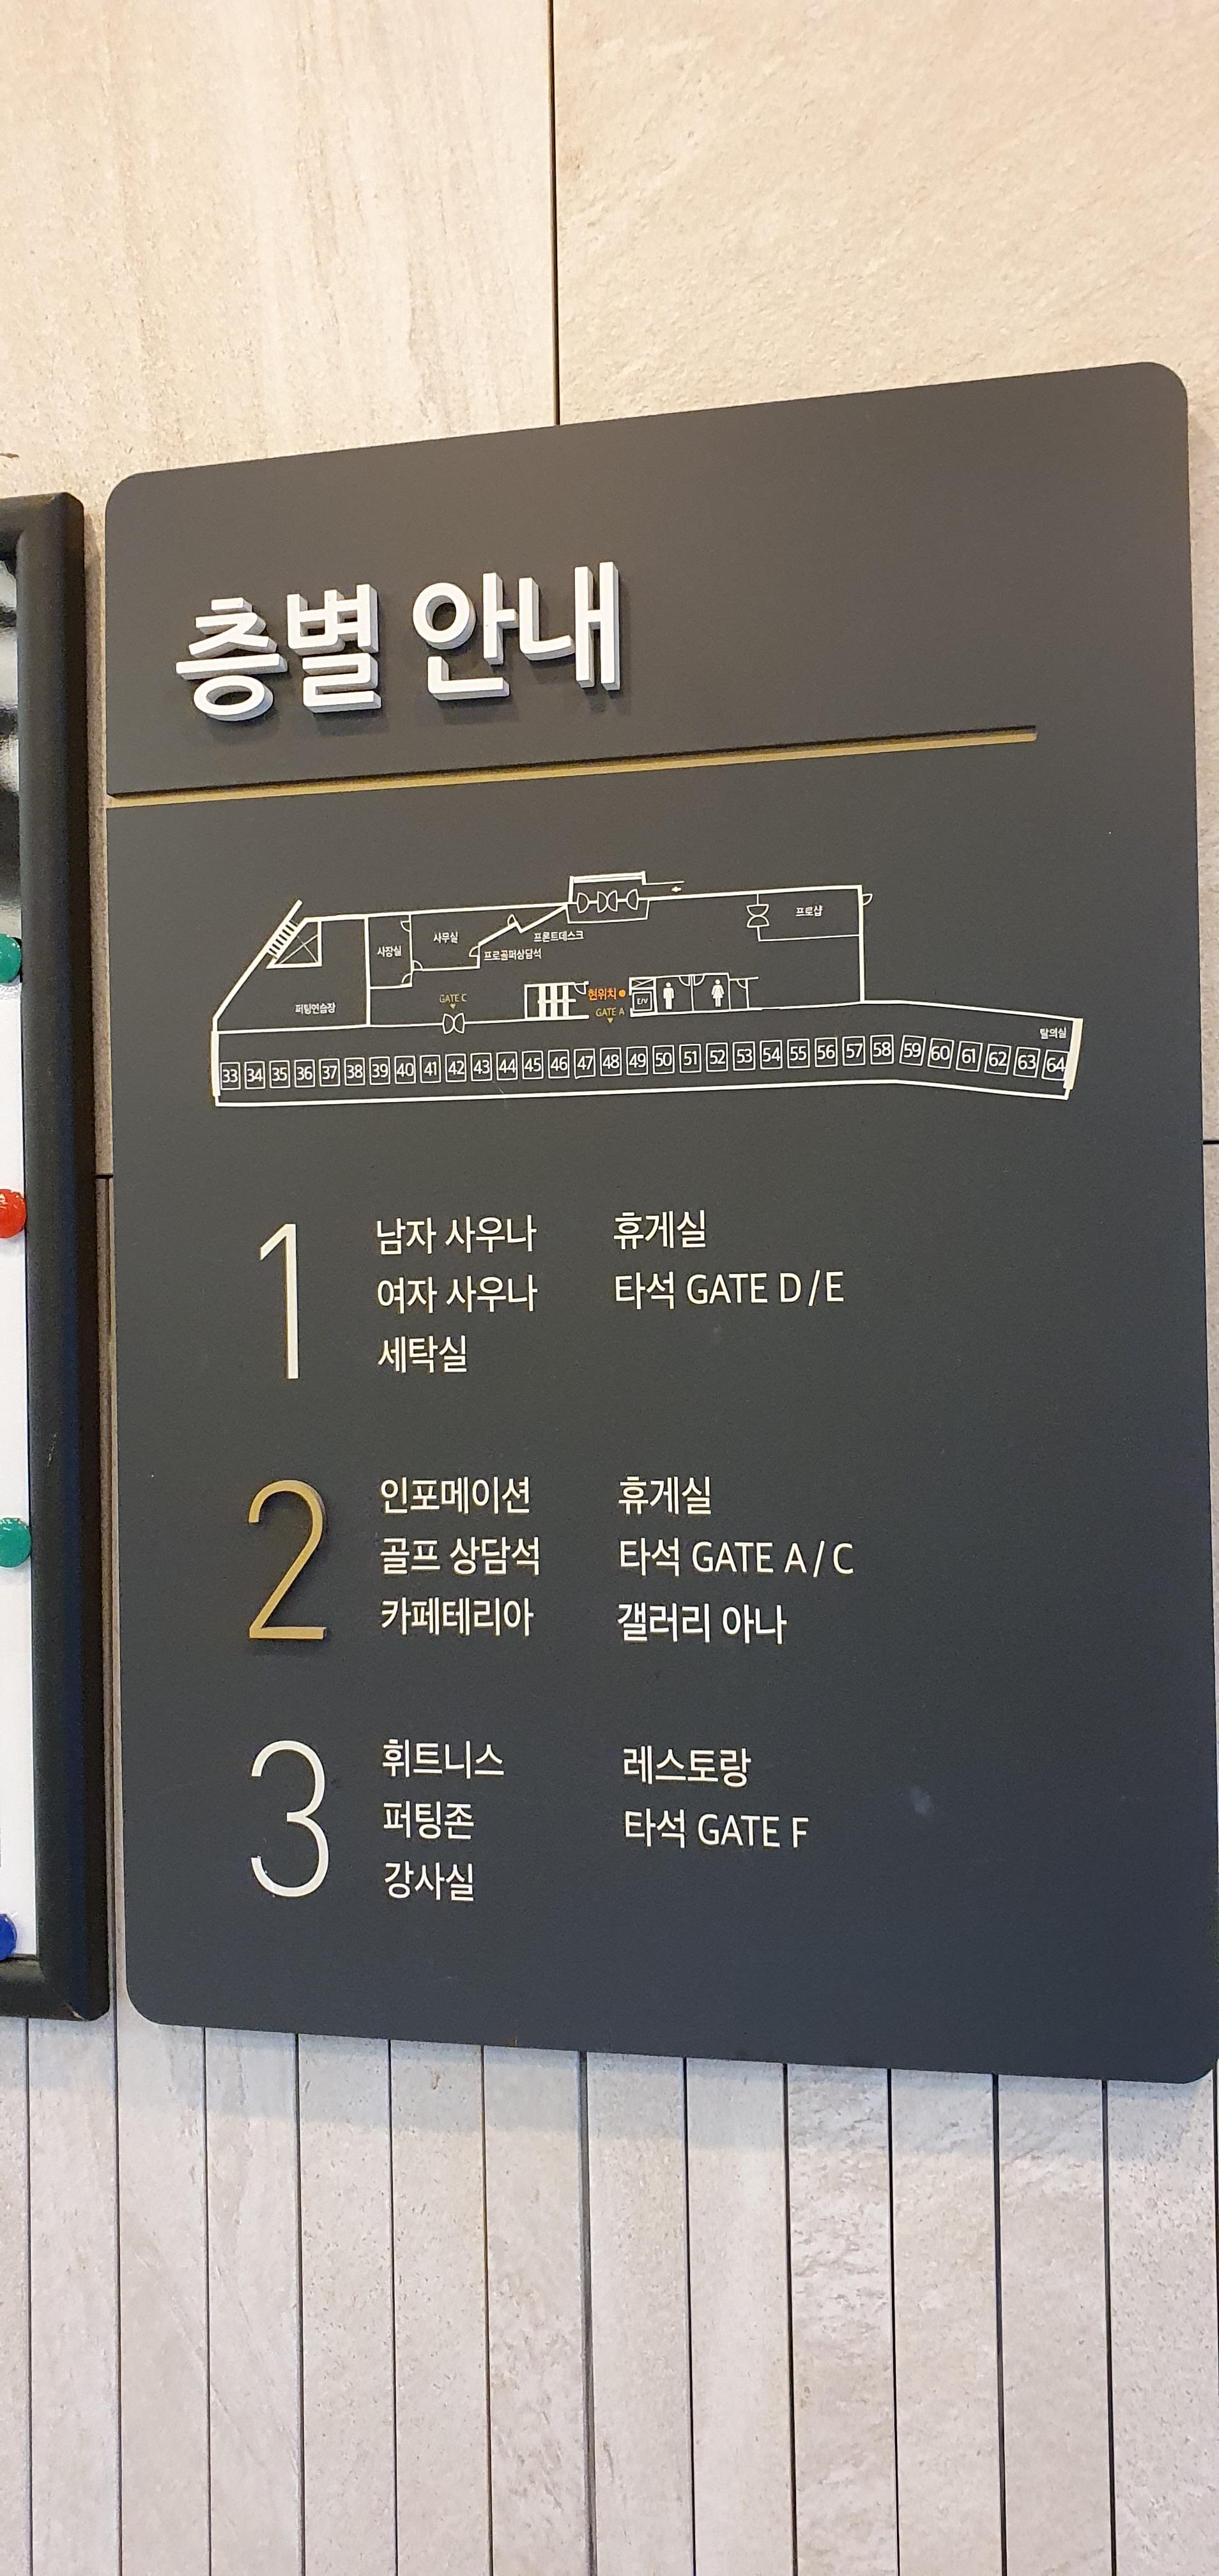 층별 안내
프로샵
사장실
사무실
프론트데스크
프로골퍼상담석
퍼팅연습장
GATE C
현위치
E/V
GATE A
탈의실
33 34 35 36 37 38 39 40 41 42 43 44 45 46 47 48 49 50 51 52 53 54 55 56 57 58 59 60 61 62 63 64
1
남자 사우나 휴게실
여자 사우나 타석 GATE D/E
세탁실
2
인포메이션 휴게실
골프 상담석 타석 GATE A/C
카페테리아 갤러리 아나
3
휘트니스 레스토랑
퍼팅존 타석 GATE F
강사실